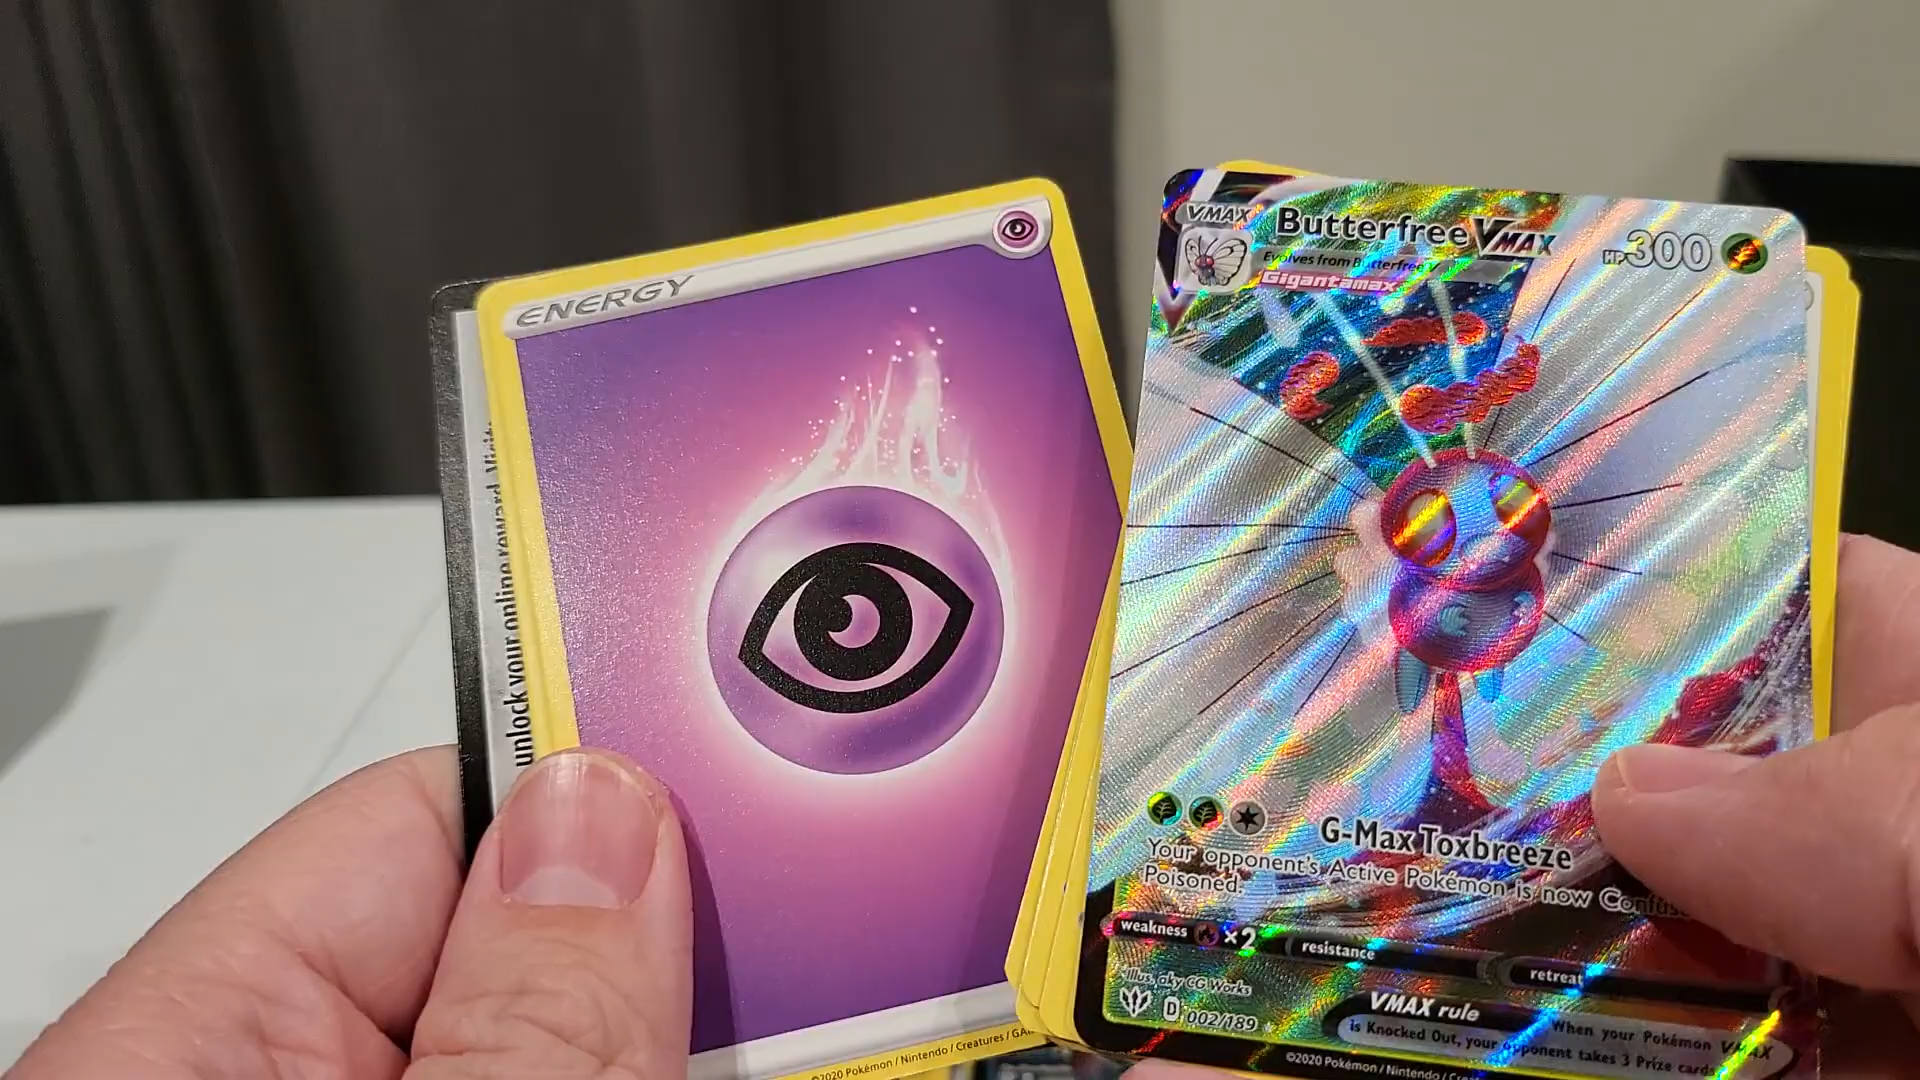 ENERGY
unlock your online reward. Visit
©2020 Pokémon / Nintendo / Creatures / GA
VMAX
Butterfree VMAX
HP 300
Evolves from Butterfree V
Gigantamax
G-Max Toxbreeze
Your opponent's Active Pokémon is now Confuse
Poisoned.
weakness ×2
resistance
retreat
Illus. aky CG Works
D 002/189
VMAX rule
When your Pokémon VMAX
is Knocked Out, your opponent takes 3 Prize cards.
©2020 Pokémon / Nintendo / Crea